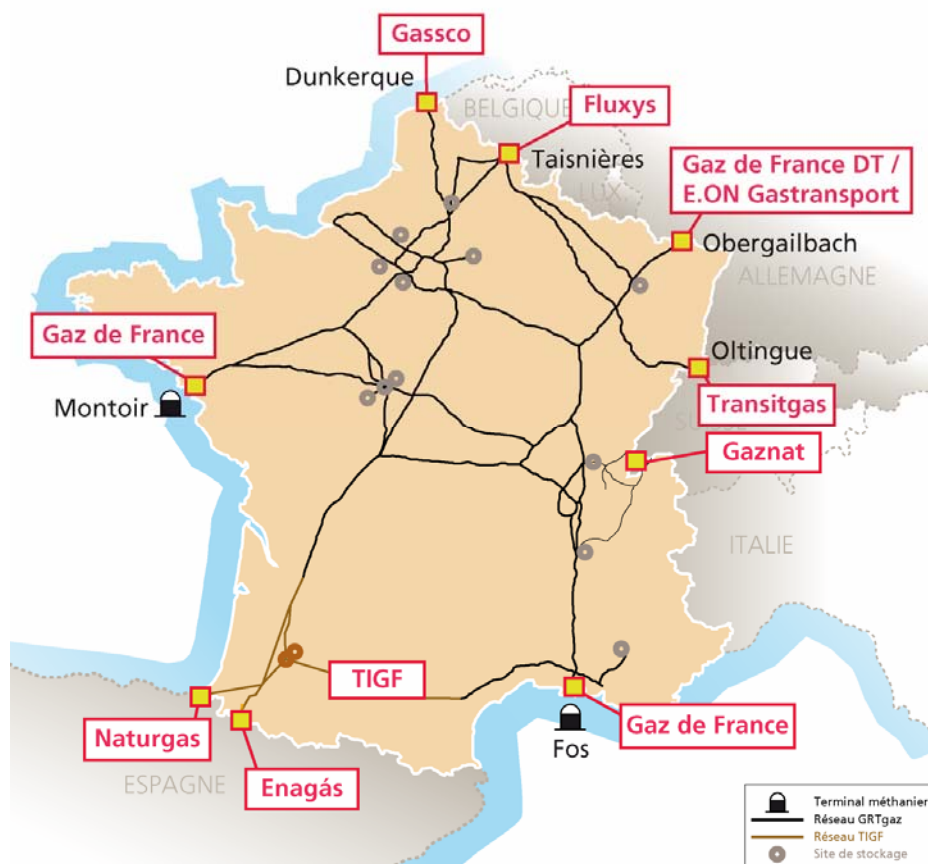 Gassco
Dunkerque
BELGIQUE
Fluxys
Taisnières
LUX.
Gaz de France DT /
E.ON Gastransport
Obergailbach
ALLEMAGNE
Gaz de France
Montoir
Oltingue
Transitgas
SUISSE
Gaznat
ITALIE
TIGF
Naturgas
Enagás
ESPAGNE
Gaz de France
Fos
Terminal méthanier
Réseau GRTgaz
Réseau TIGF
Site de stockage